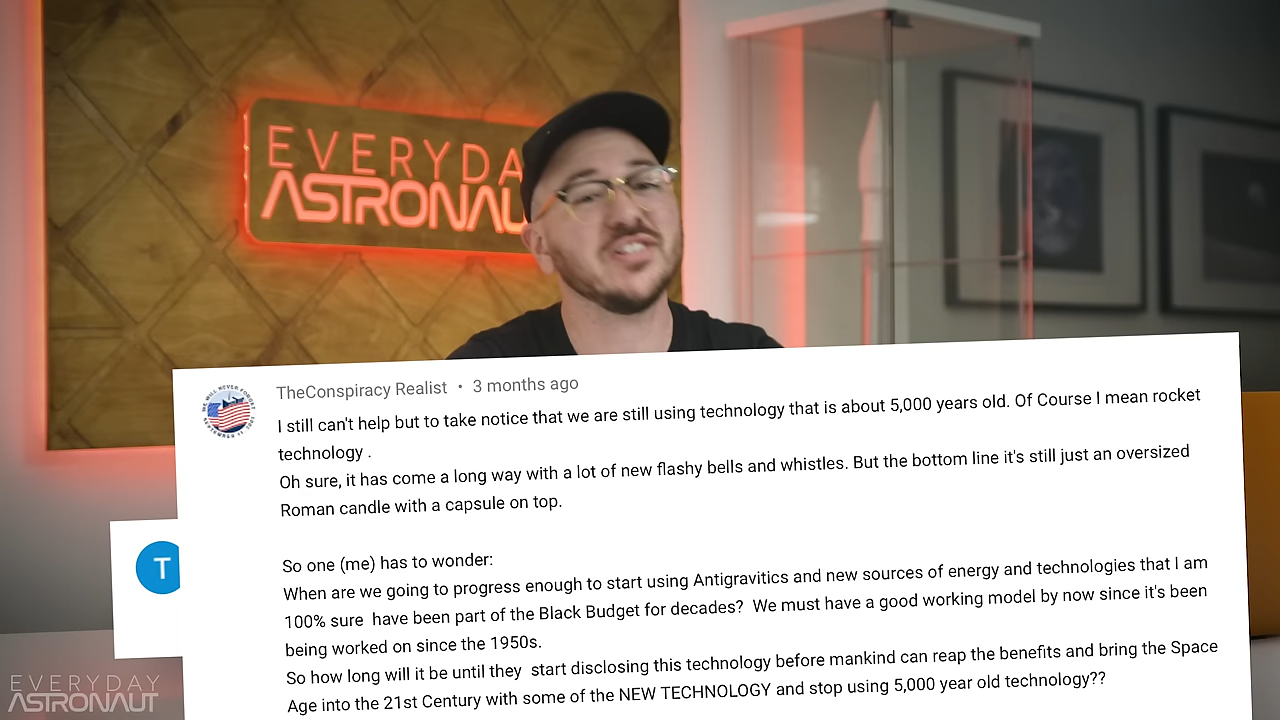 EVERYDA
ASTRONAU
TheConspiracy Realist • 3 months ago
I still can't help but to take notice that we are still using technology that is about 5,000 years old. Of Course I mean rocket
technology .
Oh sure, it has come a long way with a lot of new flashy bells and whistles. But the bottom line it's still just an oversized
Roman candle with a capsule on top.
So one (me) has to wonder:
When are we going to progress enough to start using Antigravitics and new sources of energy and technologies that I am
100% sure have been part of the Black Budget for decades? We must have a good working model by now since it's been
being worked on since the 1950s.
So how long will it be until they start disclosing this technology before mankind can reap the benefits and bring the Space
Age into the 21st Century with some of the NEW TECHNOLOGY and stop using 5,000 year old technology??
T
EVERYDAY
ASTRONAUT